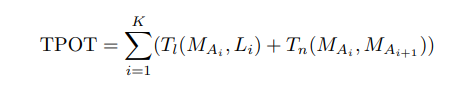 TPOT = \sum_{i=1}^{K} (T_l(M_{A_i}, L_i) + T_n(M_{A_i}, M_{A_{i+1}}))